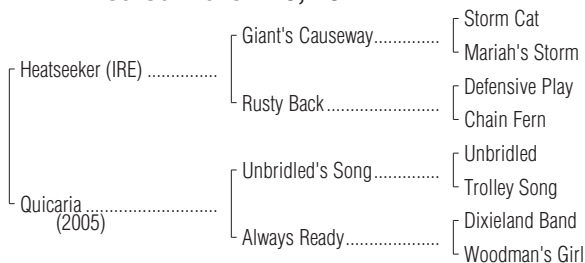 Storm Cat
Giant's Causeway..............
Mariah's Storm
Heatseeker (IRE) ...............
Defensive Play
Rusty Back........................
Chain Fern
Unbridled
Unbridled's Song..............
Trolley Song
Quicaria ...........................
(2005)
Dixieland Band
Always Ready....................
Woodman's Girl